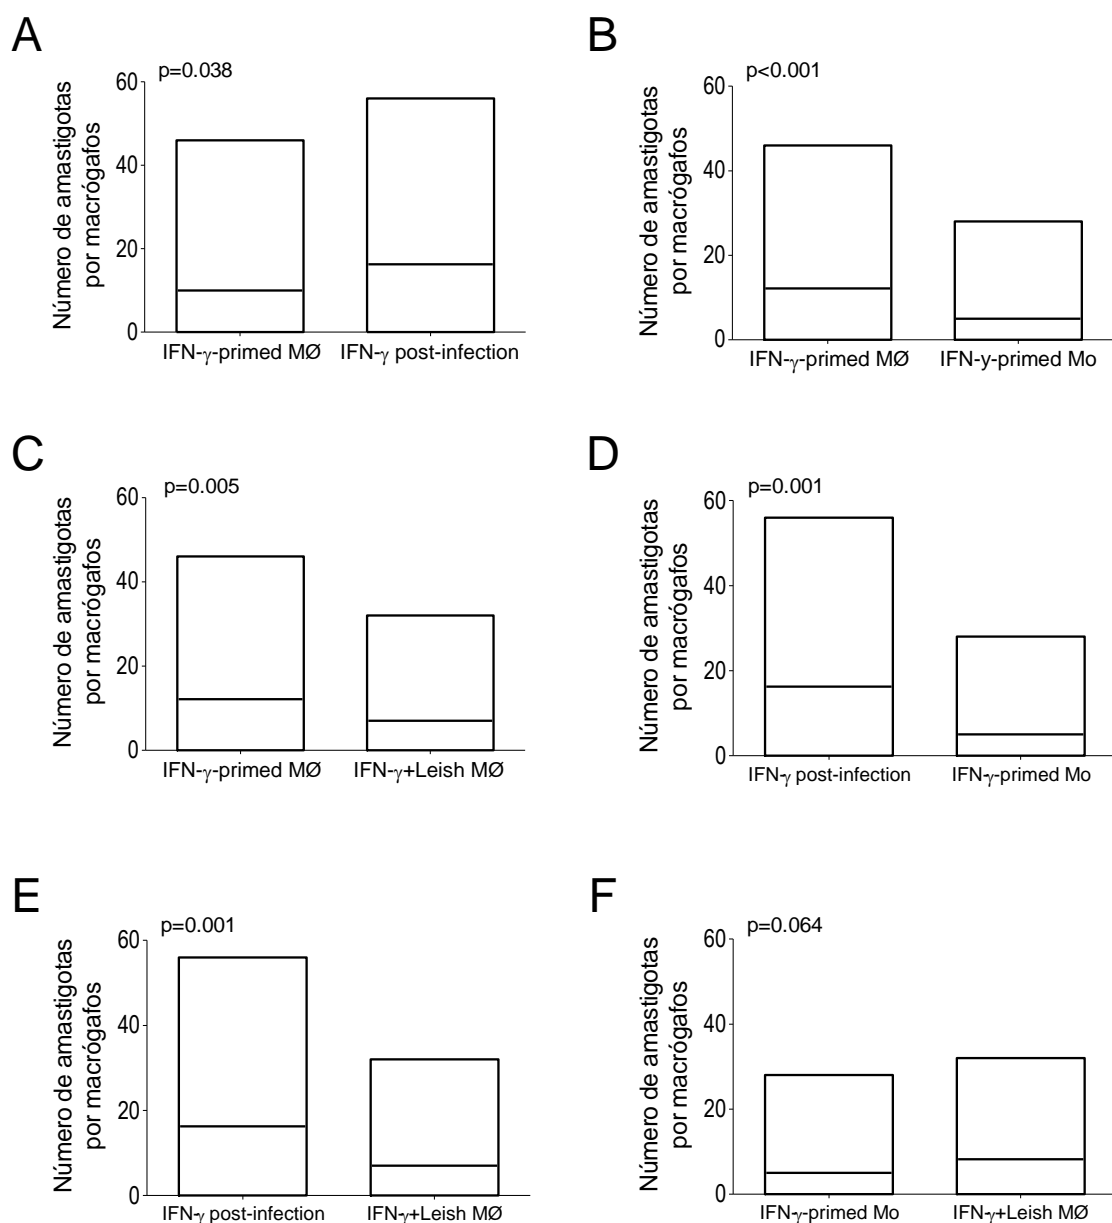 A
p=0.038
Número de amastigotas
por macrógafos
60
40
20
0
IFN-γ-primed MØ
IFN-γ post-infection
B
p<0.001
Número de amastigotas
por macrógafos
60
40
20
0
IFN-γ-primed MØ
IFN-y-primed Mo
C
p=0.005
Número de amastigotas
por macrógafos
60
40
20
0
IFN-γ-primed MØ
IFN-γ+Leish MØ
D
p=0.001
Número de amastigotas
por macrógafos
60
40
20
0
IFN-γ post-infection
IFN-γ-primed Mo
E
p=0.001
Número de amastigotas
por macrógafos
60
40
20
0
IFN-γ post-infection
IFN-γ+Leish MØ
F
p=0.064
Número de amastigotas
por macrógafos
60
40
20
0
IFN-γ-primed Mo
IFN-γ+Leish MØ